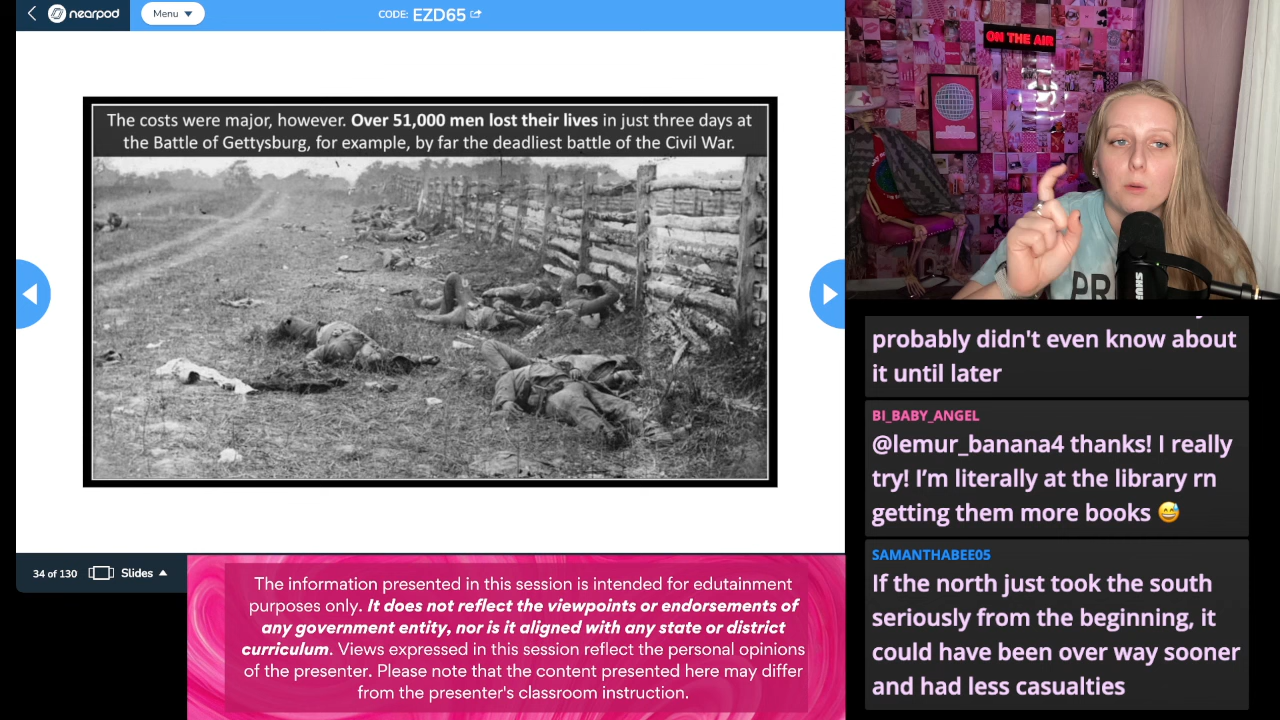 nearpod
Menu
CODE: EZD65
ON THE AIR
The costs were major, however. Over 51,000 men lost their lives in just three days at
the Battle of Gettysburg, for example, by far the deadliest battle of the Civil War.
PR
SHUR
probably didn't even know about
it until later
BI_BABY_ANGEL
@lemur_banana4 thanks! I really
try! I’m literally at the library rn
getting them more books 😅
SAMANTHABEE05
If the north just took the south
seriously from the beginning, it
could have been over way sooner
and had less casualties
34 of 130
Slides
The information presented in this session is intended for edutainment
purposes only. It does not reflect the viewpoints or endorsements of
any government entity, nor is it aligned with any state or district
curriculum. Views expressed in this session reflect the personal opinions
of the presenter. Please note that the content presented here may differ
from the presenter's classroom instruction.